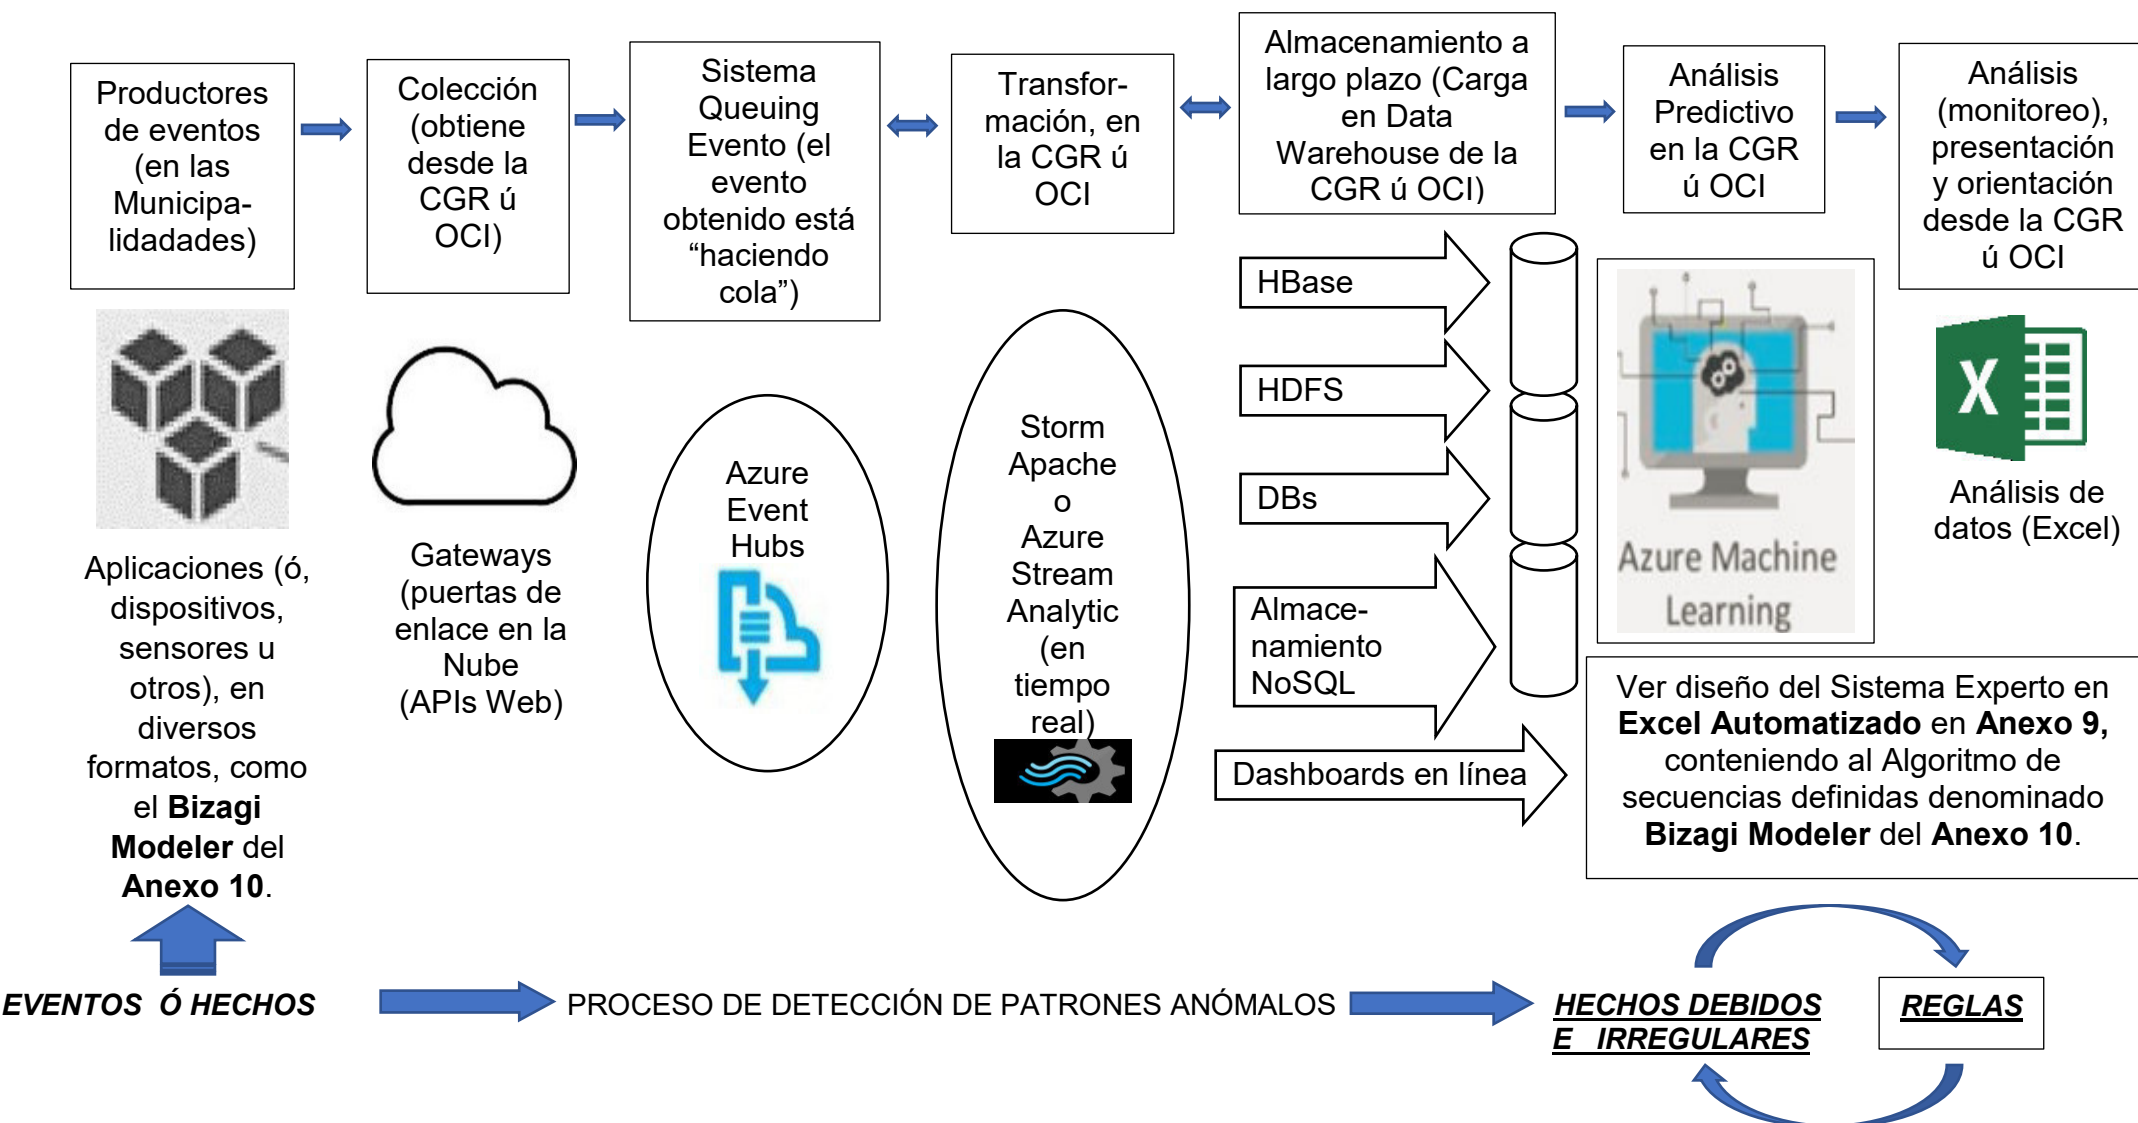 Productores
de eventos
(en las
Municipa-
lidadades)
Colección
(obtiene
desde la
CGR ú
OCI)
Sistema
Queuing
Evento (el
evento
obtenido está
“haciendo
cola”)
Transfor-
mación, en
la CGR ú
OCI
Almacenamiento a
largo plazo (Carga
en Data
Warehouse de la
CGR ú OCI)
Análisis
Predictivo
en la CGR
ú OCI
Análisis
(monitoreo),
presentación
y orientación
desde la CGR
ú OCI
Aplicaciones (ó,
dispositivos,
sensores u
otros), en
diversos
formatos, como
el Bizagi
Modeler del
Anexo 10.
Gateways
(puertas de
enlace en la
Nube
(APIs Web)
Azure
Event
Hubs
Storm
Apache
o
Azure
Stream
Analytic
(en
tiempo
real)
HBase
HDFS
DBs
Almace-
namiento
NoSQL
Dashboards en línea
Azure Machine
Learning
X
Análisis de
datos (Excel)
Ver diseño del Sistema Experto en
Excel Automatizado en Anexo 9,
conteniendo al Algoritmo de
secuencias definidas denominado
Bizagi Modeler del Anexo 10.
EVENTOS Ó HECHOS
PROCESO DE DETECCIÓN DE PATRONES ANÓMALOS
HECHOS DEBIDOS
E IRREGULARES
REGLAS